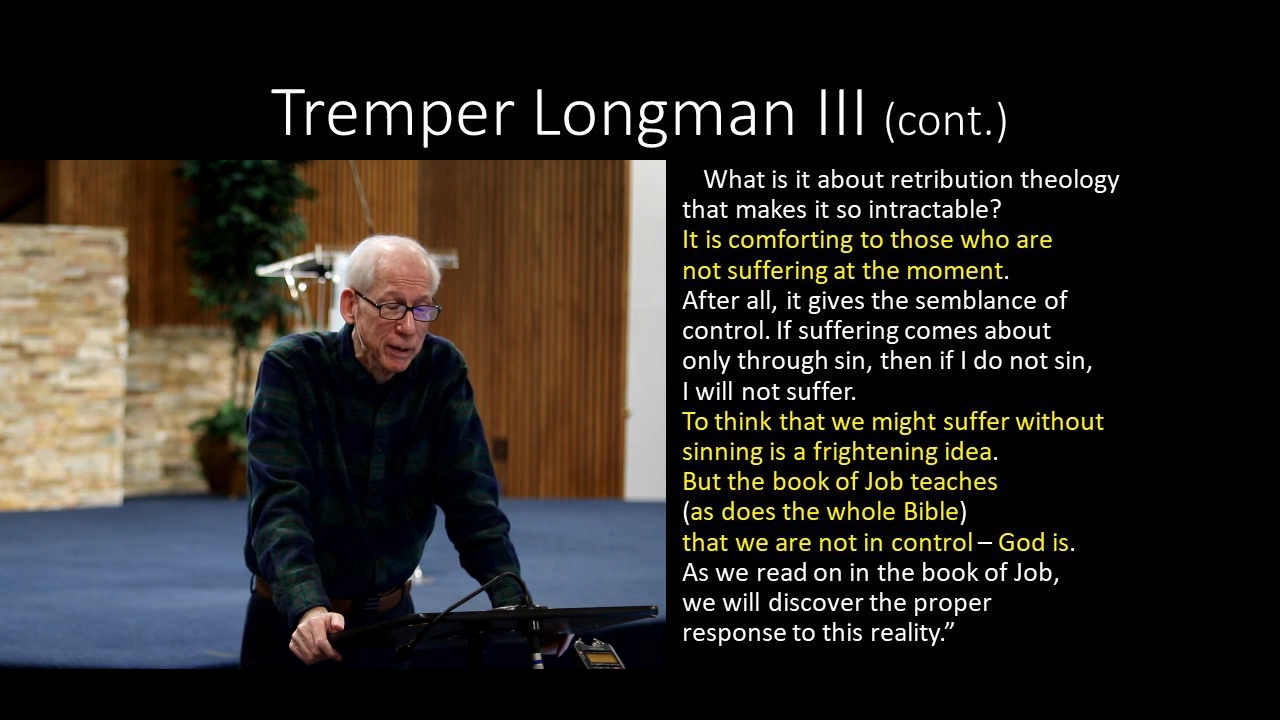 Tremper Longman III (cont.)
What is it about retribution theology
that makes it so intractable?
It is comforting to those who are
not suffering at the moment.
After all, it gives the semblance of
control. If suffering comes about
only through sin, then if I do not sin,
I will not suffer.
To think that we might suffer without
sinning is a frightening idea.
But the book of Job teaches
(as does the whole Bible)
that we are not in control – God is.
As we read on in the book of Job,
we will discover the proper
response to this reality.”